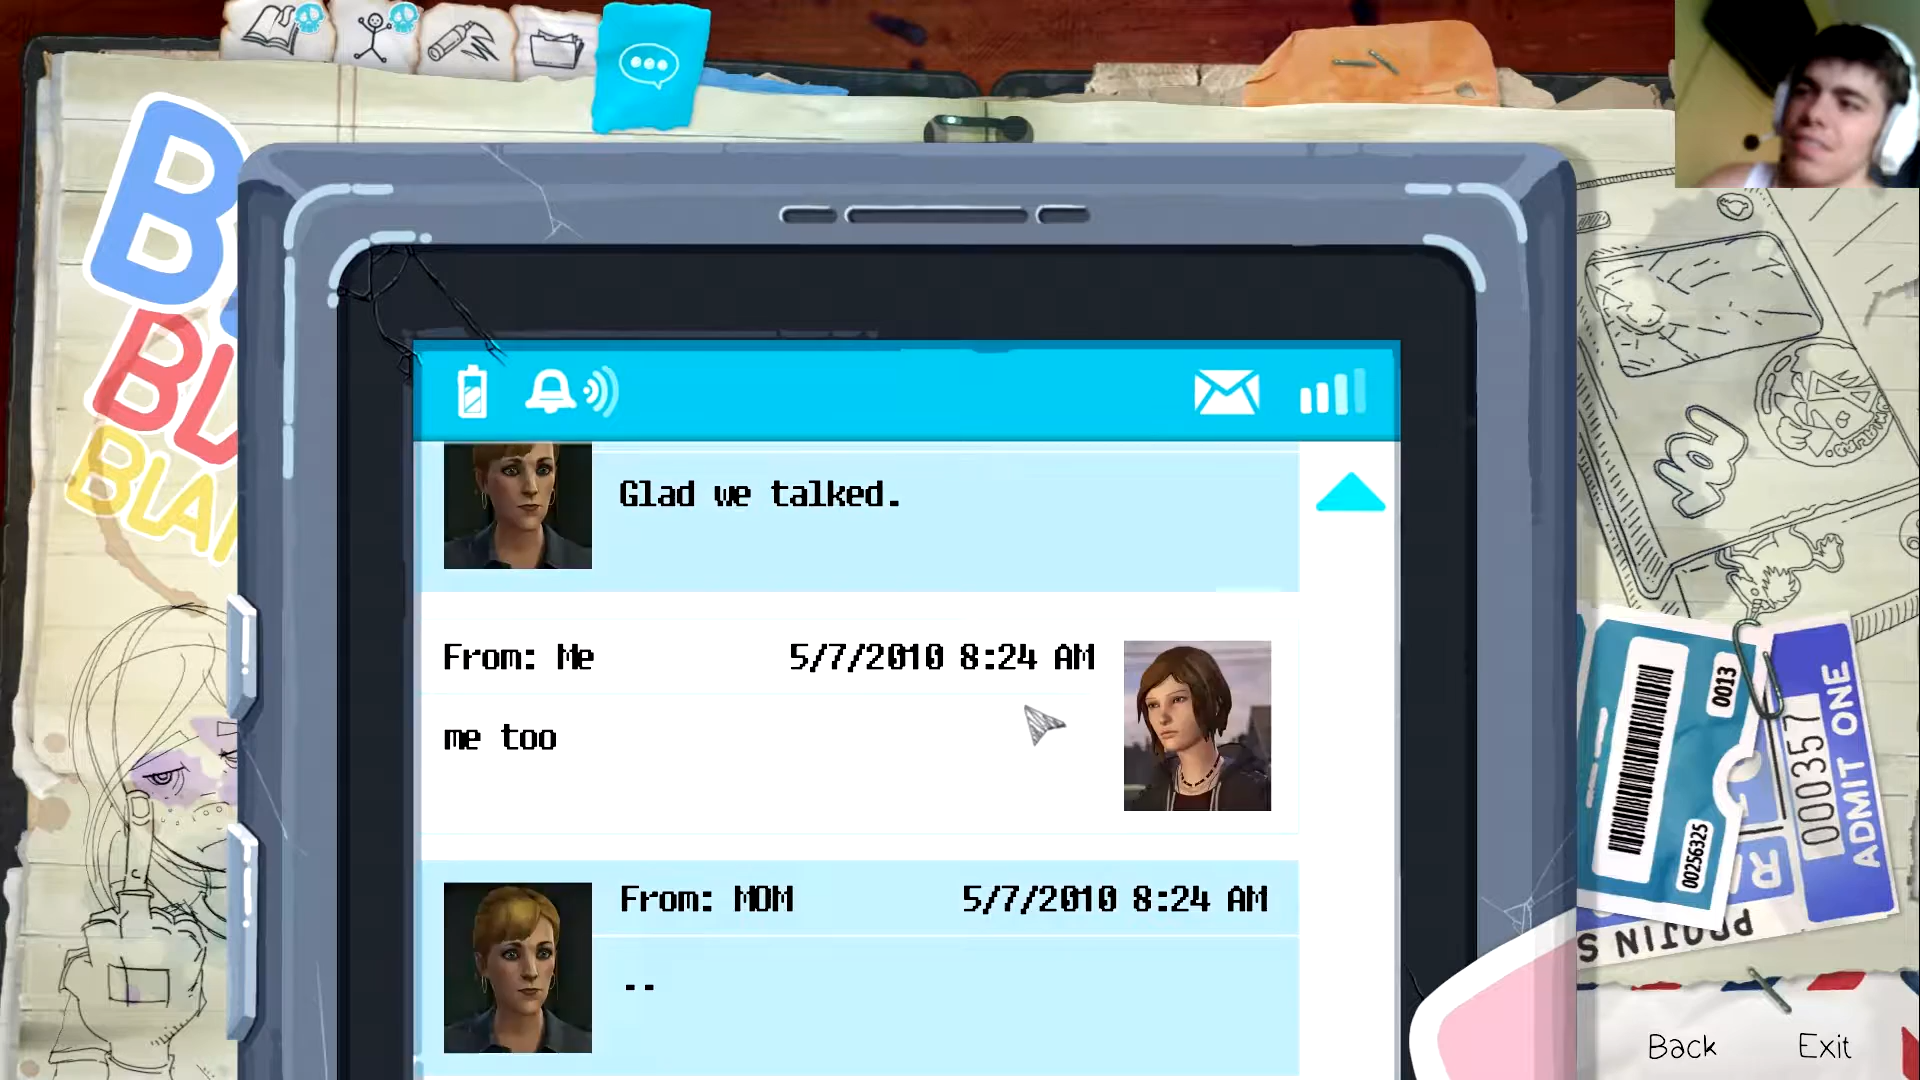 Glad we talked.
From: Me 5/7/2010 8:24 AM
me too
From: MOM 5/7/2010 8:24 AM
--
0013
00256325
000357
ADMIT ONE
Back Exit